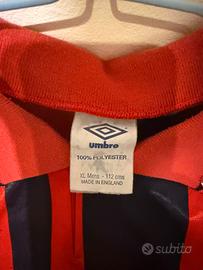 umbro
100% POLYESTER
XL Mens - 112 cms
MADE IN ENGLAND
subito